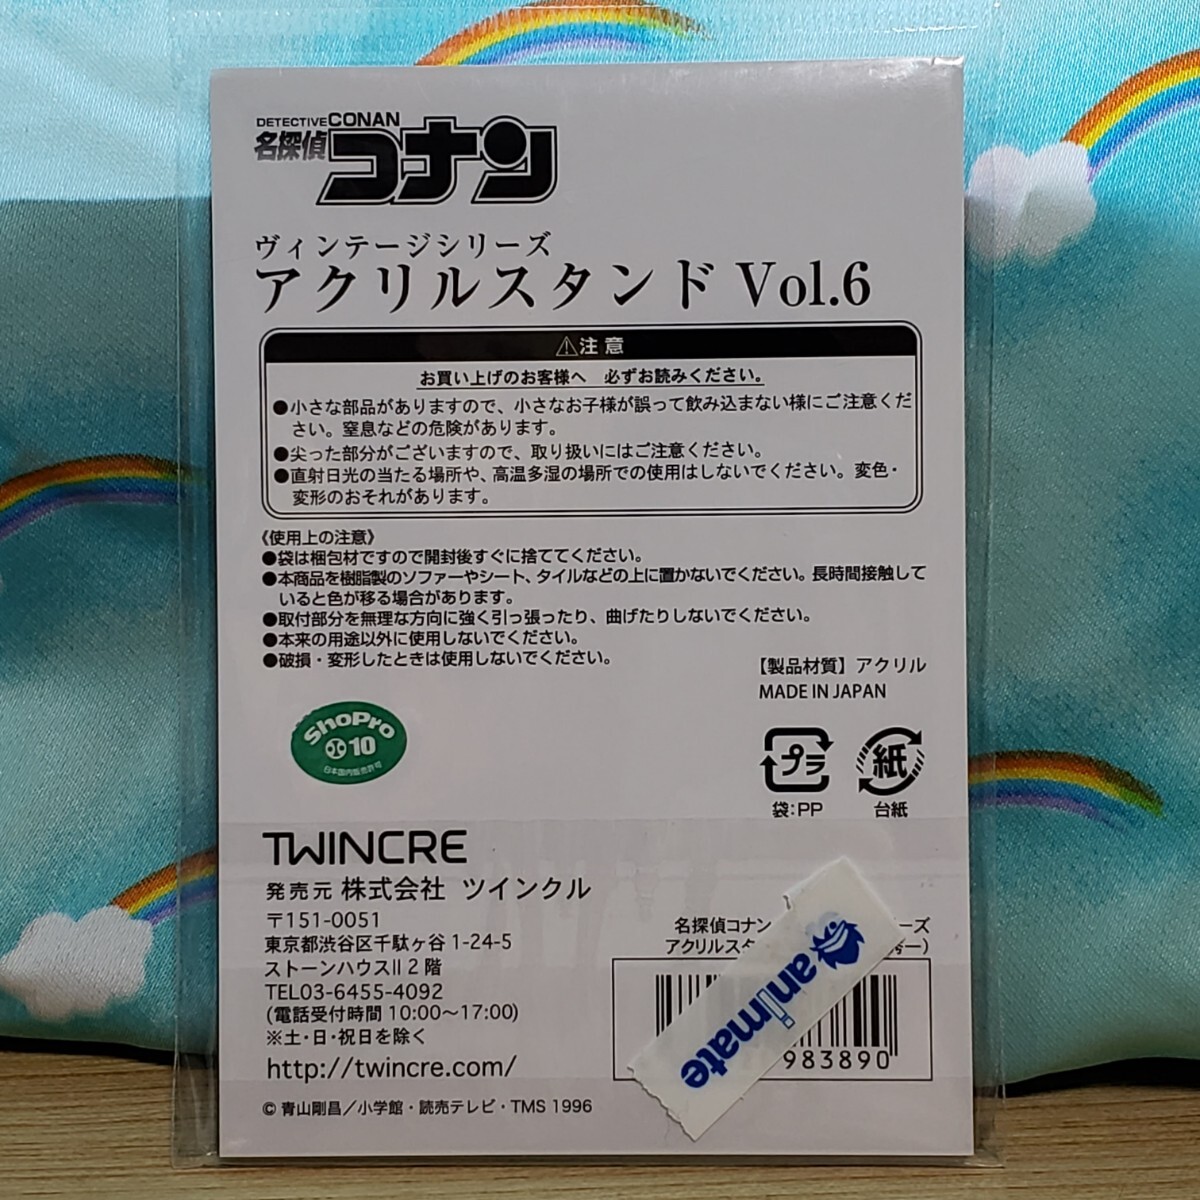 DETECTIVE CONAN
名探偵コナン
ヴィンテージシリーズ
アクリルスタンド Vol.6
⚠注意
お買い上げのお客様へ 必ずお読みください。
●小さな部品がありますので、小さなお子様が誤って飲み込まない様にご注意くだ
さい。窒息などの危険があります。
●尖った部分がございますので、取り扱いにはご注意ください。
●直射日光の当たる場所や、高温多湿の場所での使用はしないでください。変色・
変形のおそれがあります。
《使用上の注意》
●袋は梱包材ですので開封後すぐに捨ててください。
●本商品を樹脂製のソファーやシート、タイルなどの上に置かないでください。長時間接触して
いると色が移る場合があります。
●取付部分を無理な方向に強く引っ張ったり、曲げたりしないでください。
●本来の用途以外に使用しないでください。
●破損・変形したときは使用しないでください。
【製品材質】アクリル
MADE IN JAPAN
ShoPro
10
日本国内販売許可
プラ
袋:PP
紙
台紙
TWINCRE
発売元 株式会社 ツインクル
〒151-0051
東京都渋谷区千駄ヶ谷1-24-5
ストーンハウスII 2階
TEL03-6455-4092
(電話受付時間 10:00〜17:00)
※土・日・祝日を除く
http://twincre.com/
© 青山剛昌／小学館・読売テレビ・TMS 1996
名探偵コナン ーズ
アクリルスタ 一)
983890
animate